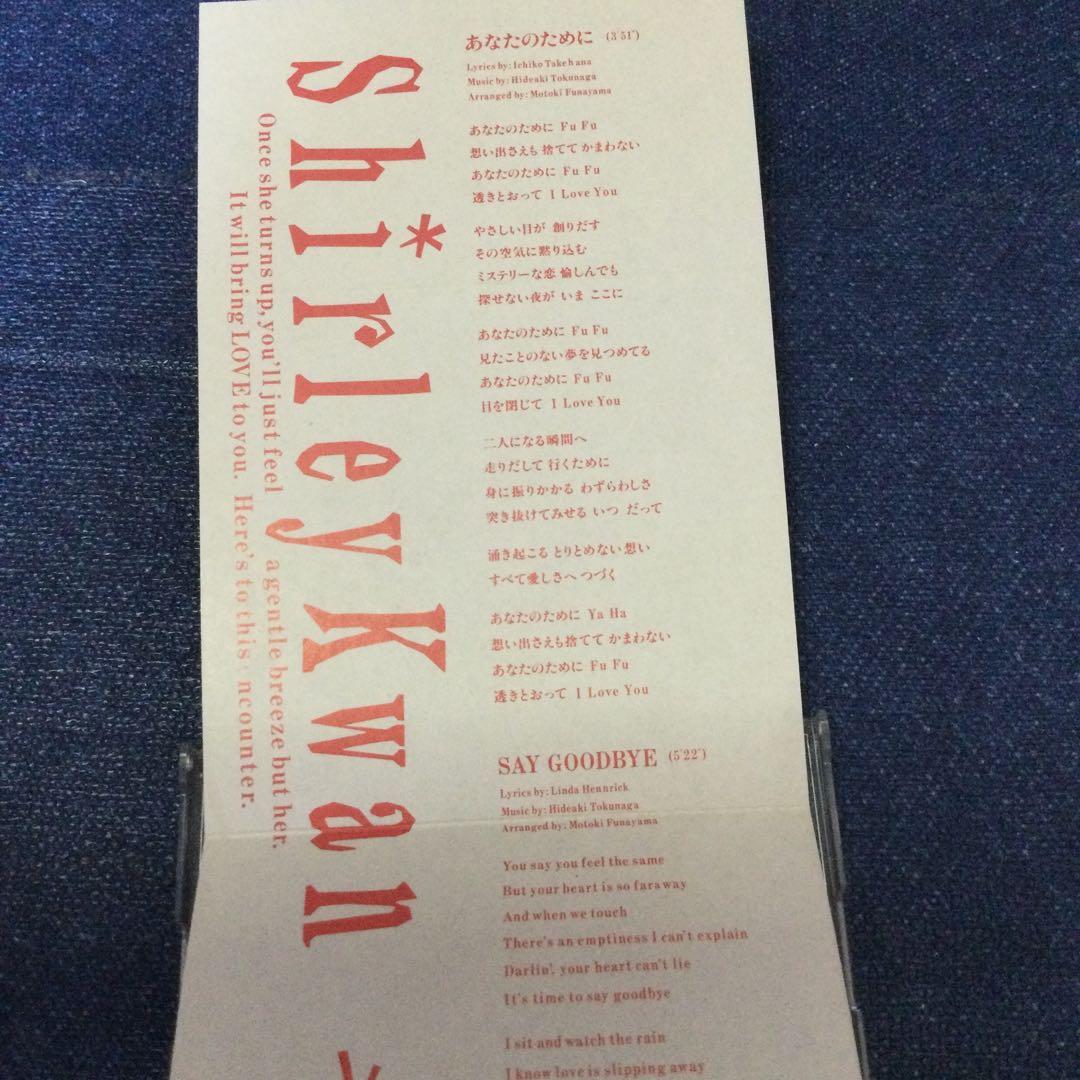 Shirley Kwan
Once she turns up, you'll just feel a gentle breeze but her.
It will bring LOVE to you. Here's to this encounter.
あなたのために (3'51")
Lyrics by: Ichiko Takehana
Music by: Hideaki Tokunaga
Arranged by: Motoki Funayama
あなたのために Fu Fu
想い出さえも 捨てて かまわない
あなたのために Fu Fu
透きとおって I Love You
やさしい目が 創りだす
その空気に黙り込む
ミステリーな恋 愉しんでも
探せない夜が いま ここに
あなたのために Fu Fu
見たことのない夢を見つめてる
あなたのために Fu Fu
目を閉じて I Love You
二人になる瞬間へ
走りだして 行くために
身に振りかかる わずらわしさ
突き抜けてみせる いつ だって
涌き起こる とりとめない想い
すべて愛しさへ つづく
あなたのために Ya Ha
想い出さえも捨てて かまわない
あなたのために Fu Fu
透きとおって I Love You
SAY GOODBYE (5'22")
Lyrics by: Linda Hennrick
Music by: Hideaki Tokunaga
Arranged by: Motoki Funayama
You say you feel the same
But your heart is so far away
And when we touch
There's an emptiness I can't explain
Darlin', your heart can't lie
It's time to say goodbye
I sit and watch the rain
I know love is slipping away